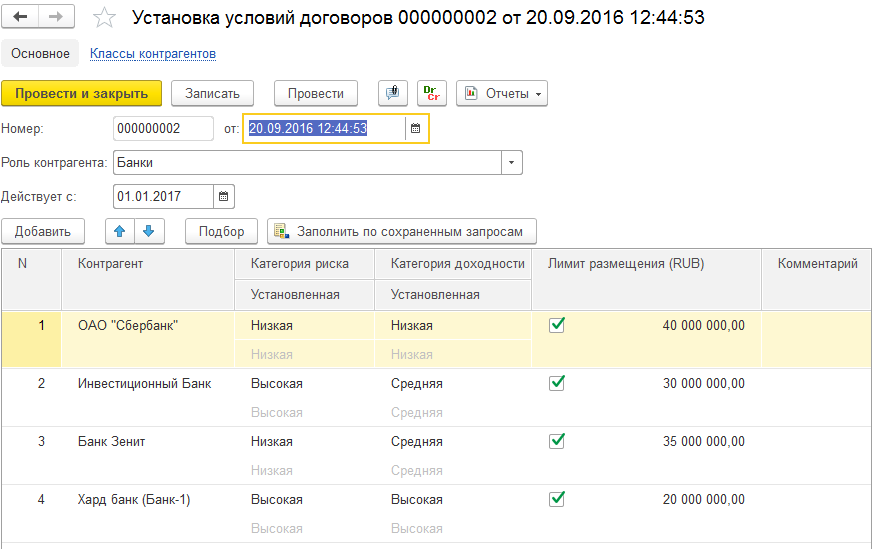 Установка условий договоров 000000002 от 20.09.2016 12:44:53
Основное Классы контрагентов
Провести и закрыть Записать Провести Dr Cr Отчеты
Номер: 000000002 от: 20.09.2016 12:44:53
Роль контрагента: Банки
Действует с: 01.01.2017
Добавить Подбор Заполнить по сохраненным запросам
N Контрагент Категория риска Категория доходности Лимит размещения (RUB) Комментарий
Установленная Установленная
1 ОАО "Сбербанк" Низкая Низкая 40 000 000,00
Низкая Низкая
2 Инвестиционный Банк Высокая Средняя 30 000 000,00
Высокая Средняя
3 Банк Зенит Низкая Средняя 35 000 000,00
Низкая Средняя
4 Хард банк (Банк-1) Высокая Высокая 20 000 000,00
Высокая Высокая